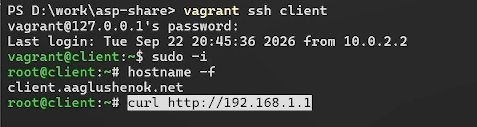 PS D:\work\asp-share> vagrant ssh client
vagrant@127.0.0.1's password:
Last login: Tue Sep 22 20:45:36 2026 from 10.0.2.2
vagrant@client:~$ sudo -i
root@client:~# hostname -f
client.aaglushenok.net
root@client:~# curl http://192.168.1.1